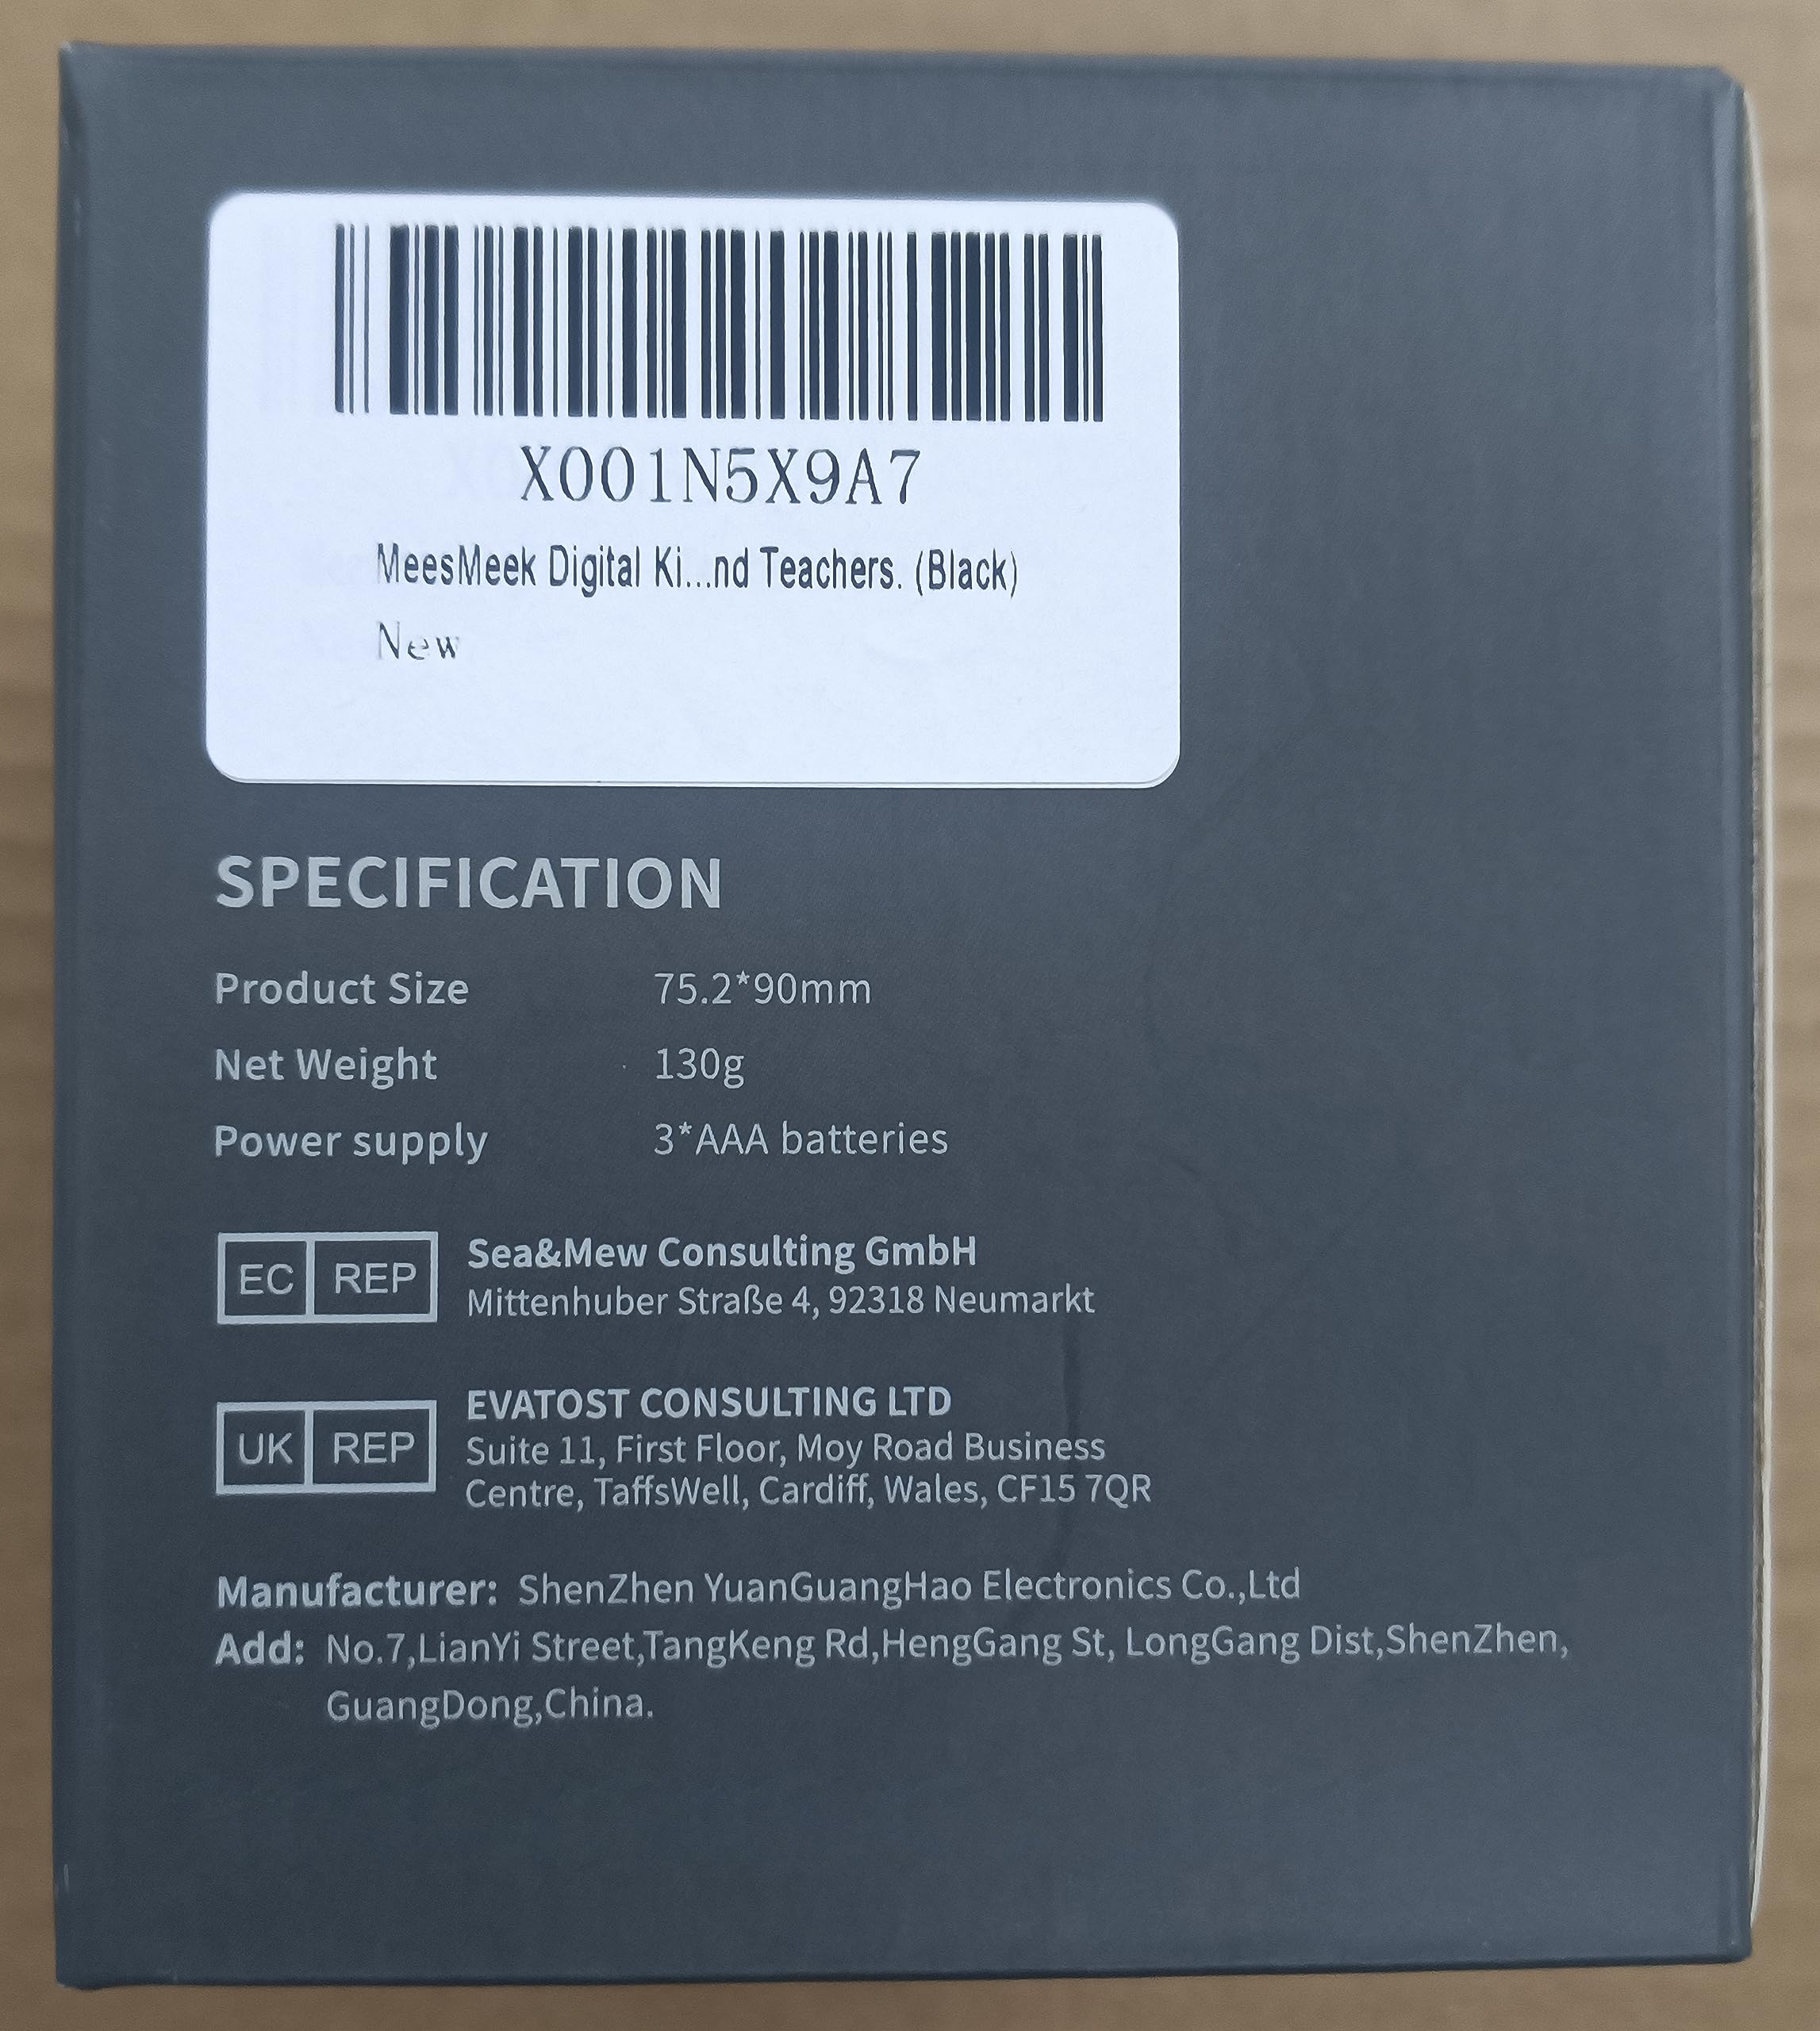 X001N5X9A7
MeesMeek Digital Ki...nd Teachers. (Black)
New
SPECIFICATION
Product Size 75.2*90mm
Net Weight 130g
Power supply 3*AAA batteries
EC REP Sea&Mew Consulting GmbH
Mittenhuber Straße 4, 92318 Neumarkt
EVATOST CONSULTING LTD
UK REP Suite 11, First Floor, Moy Road Business
Centre, TaffsWell, Cardiff, Wales, CF15 7QR
Manufacturer: ShenZhen YuanGuangHao Electronics Co.,Ltd
Add: No.7,LianYi Street,TangKeng Rd,HengGang St, LongGang Dist,ShenZhen,
GuangDong,China.